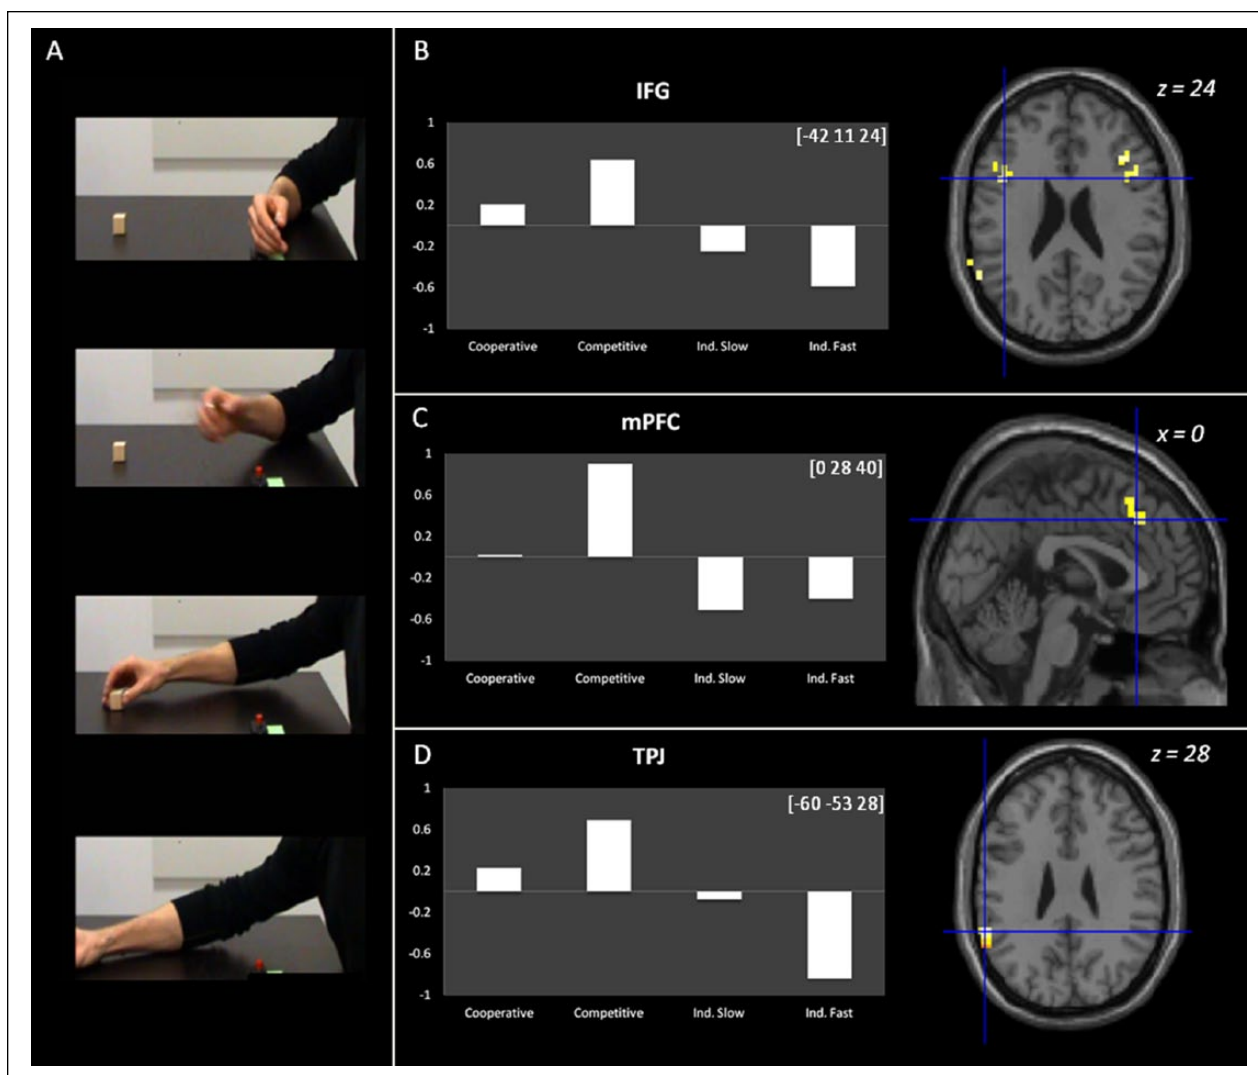 A
B
IFG
z = 24
[-42 11 24]
1
0.6
0.2
-0.2
-0.6
-1
Cooperative Competitive Ind. Slow Ind. Fast
C
mPFC
x = 0
[0 28 40]
1
0.6
0.2
-0.2
-0.6
-1
Cooperative Competitive Ind. Slow Ind. Fast
D
TPJ
z = 28
[-60 -53 28]
1
0.6
0.2
-0.2
-0.6
-1
Cooperative Competitive Ind. Slow Ind. Fast